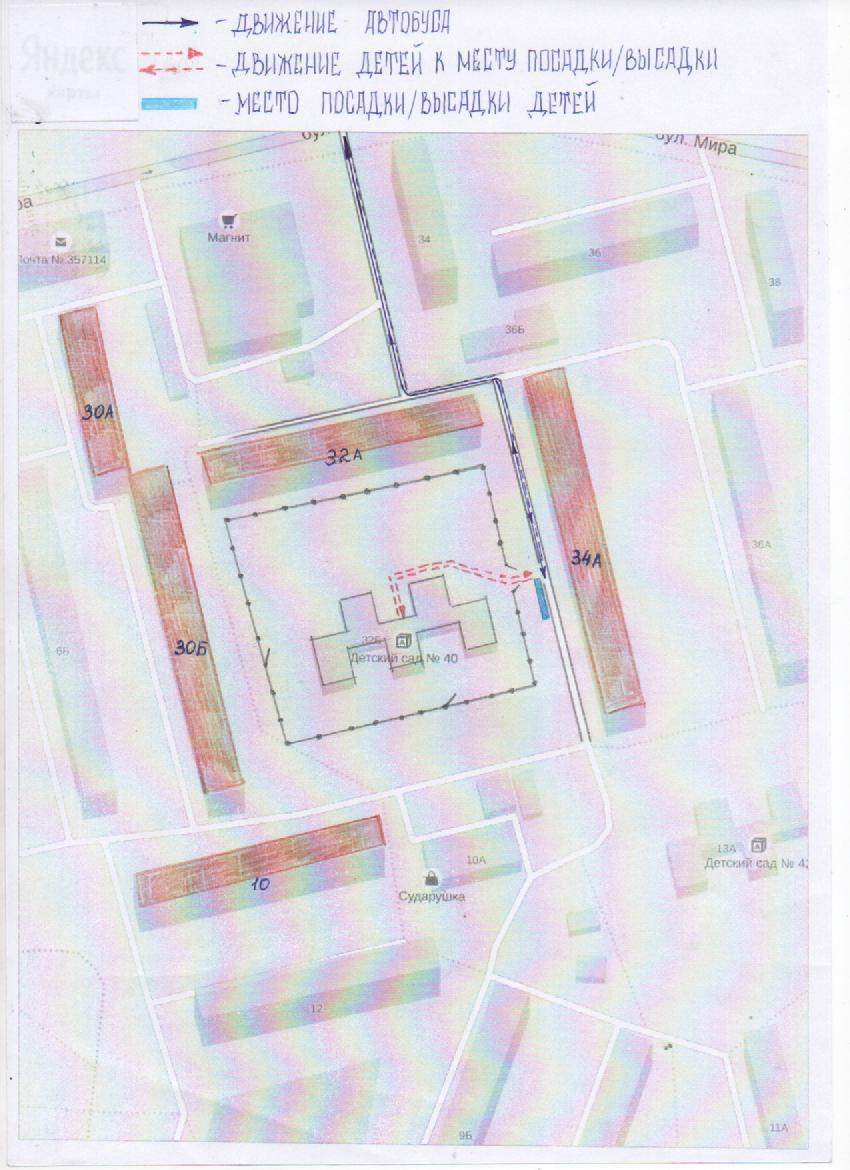 - ДВИЖЕНИЕ АВТОБУСА
- ДВИЖЕНИЕ ДЕТЕЙ К МЕСТУ ПОСАДКИ/ВЫСАДКИ
- МЕСТО ПОСАДКИ/ВЫСАДКИ ДЕТЕЙ
Яндекс
карты
бул. Мира
ра
Магнит
Почта № 357114
34
36
38
36Б
30А
32А
34А
36А
30Б
6Б
32Б
Детский сад № 40
10
10А
Сударушка
13А
Детский сад № 4
12
9Б
11А